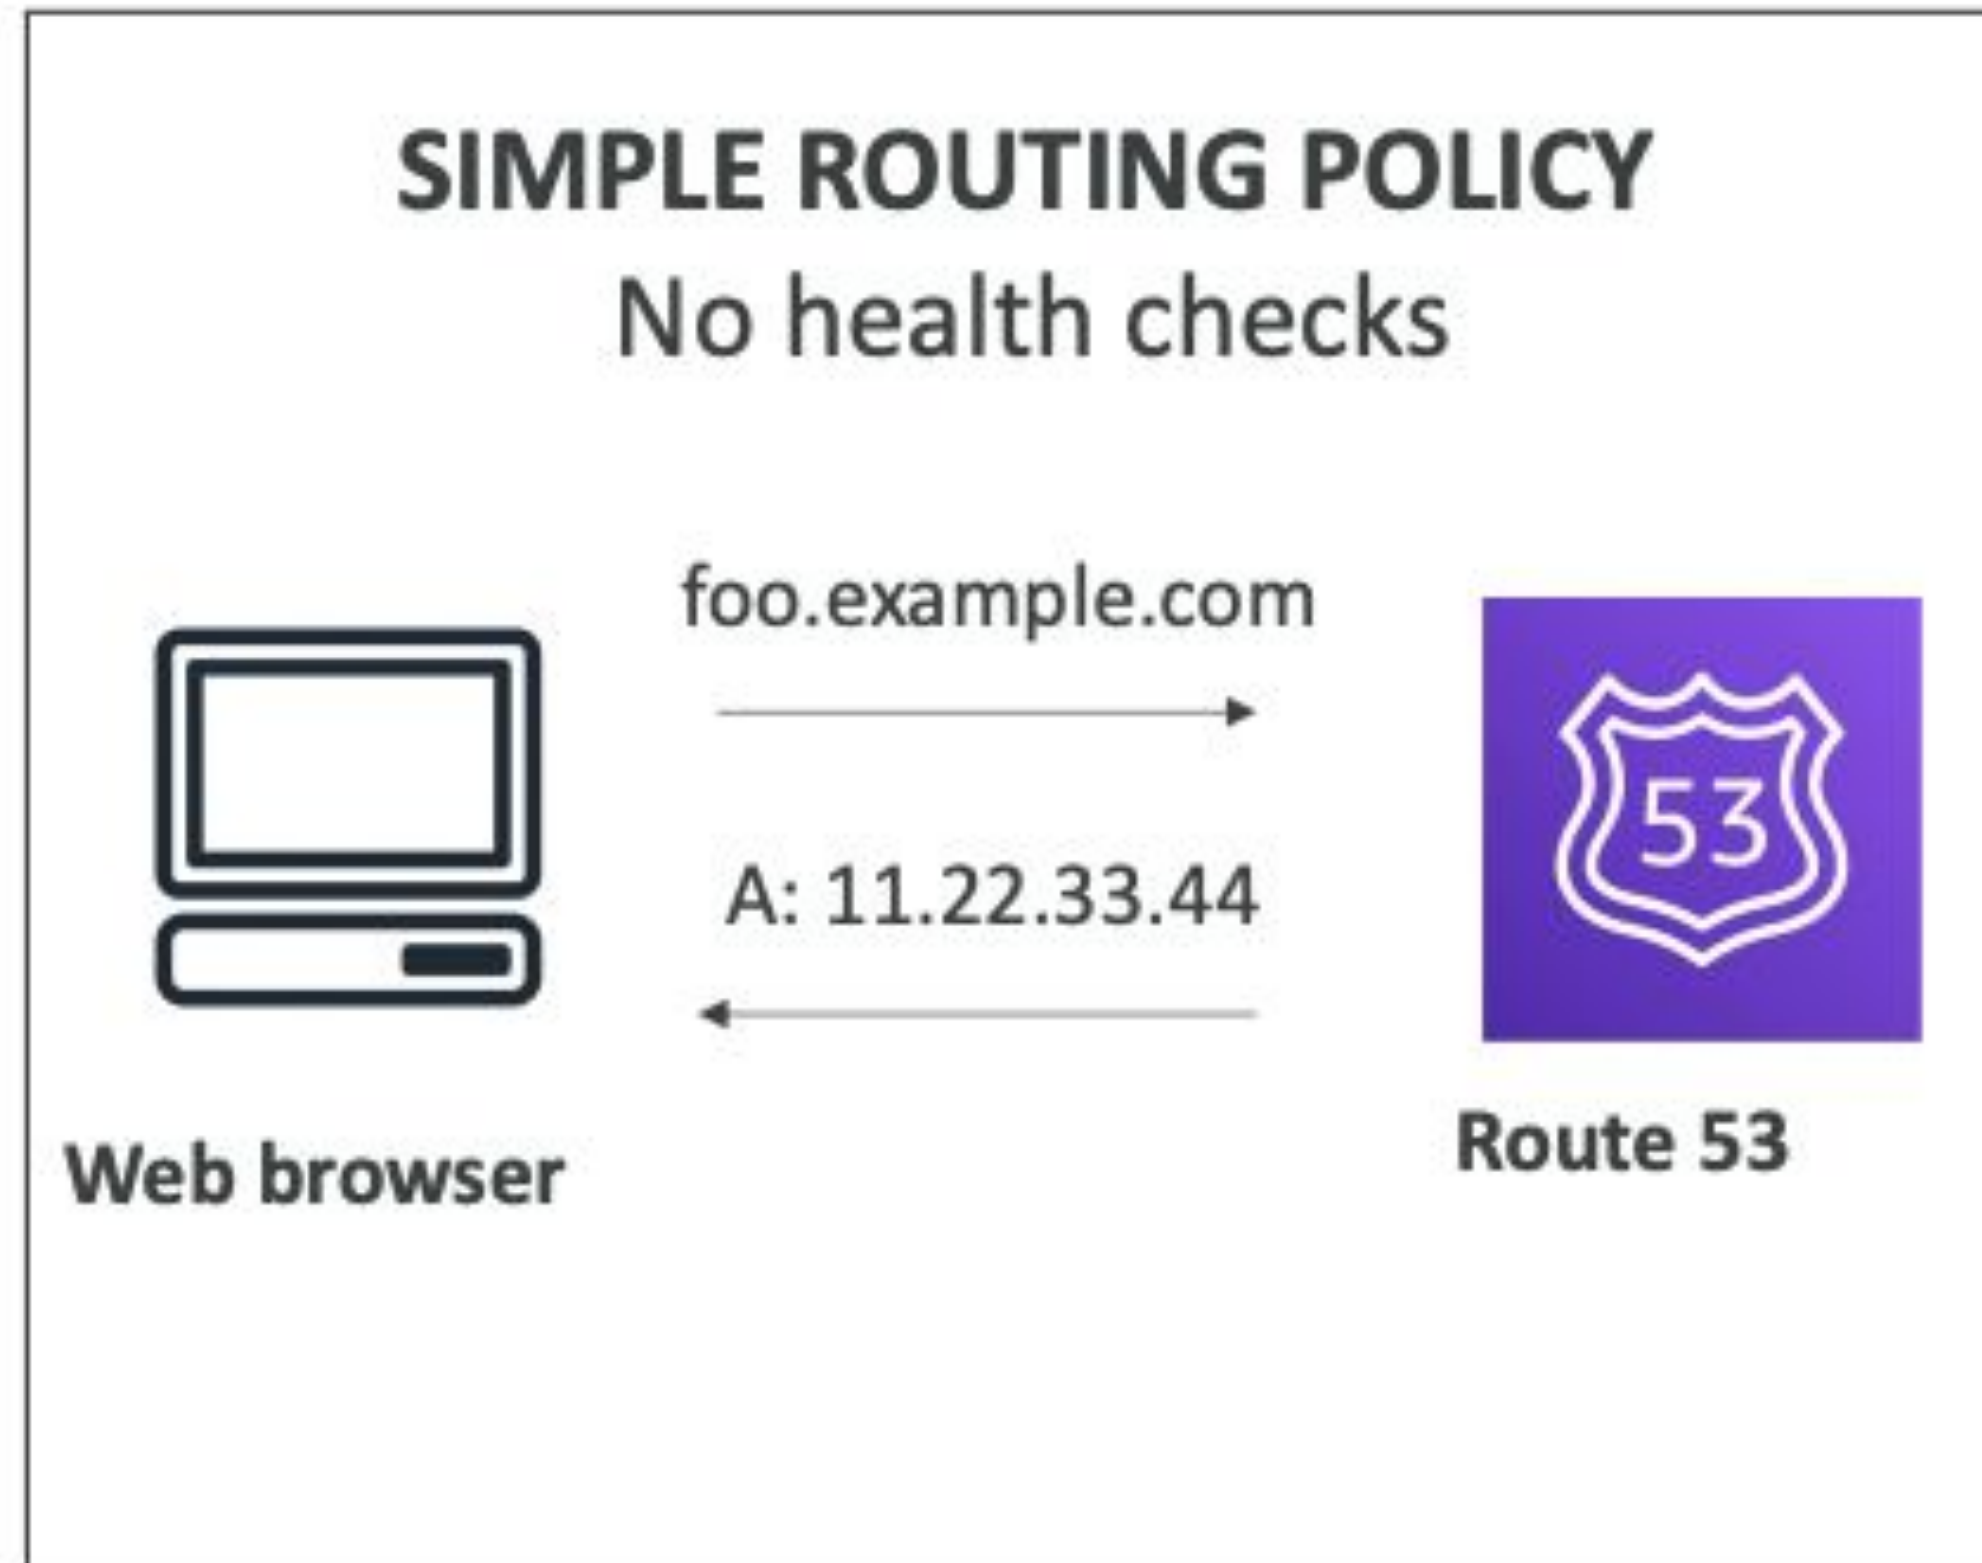 SIMPLE ROUTING POLICY
No health checks
foo.example.com
53
A: 11.22.33.44
Web browser
Route 53